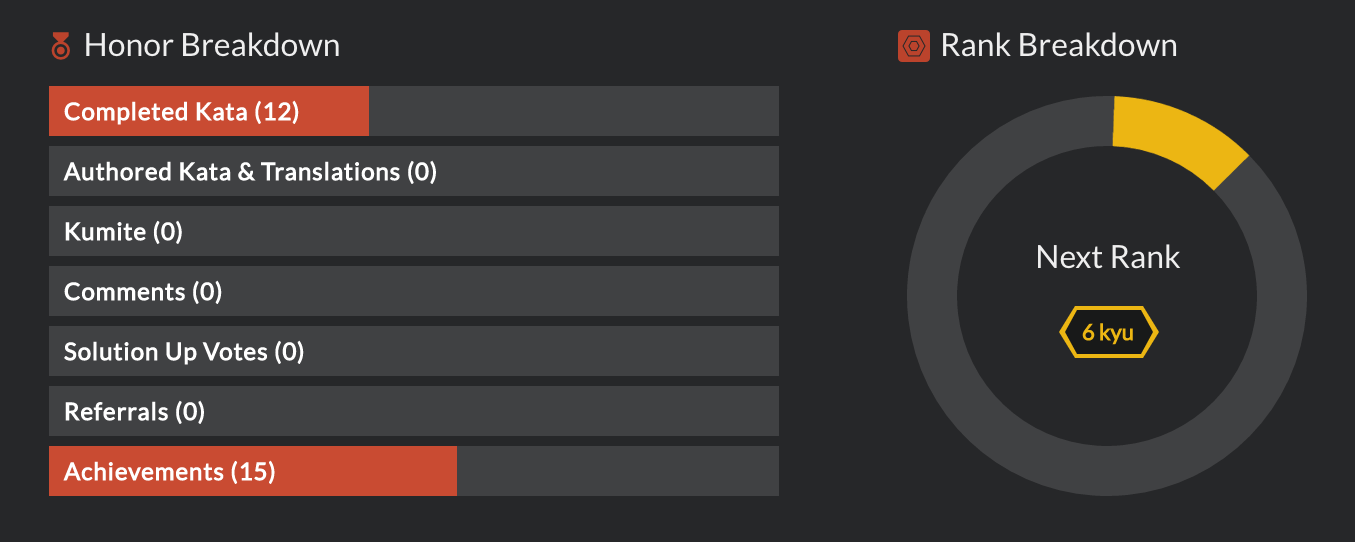 Honor Breakdown
Completed Kata (12)
Authored Kata & Translations (0)
Kumite (0)
Comments (0)
Solution Up Votes (0)
Referrals (0)
Achievements (15)
Rank Breakdown
Next Rank
6 kyu